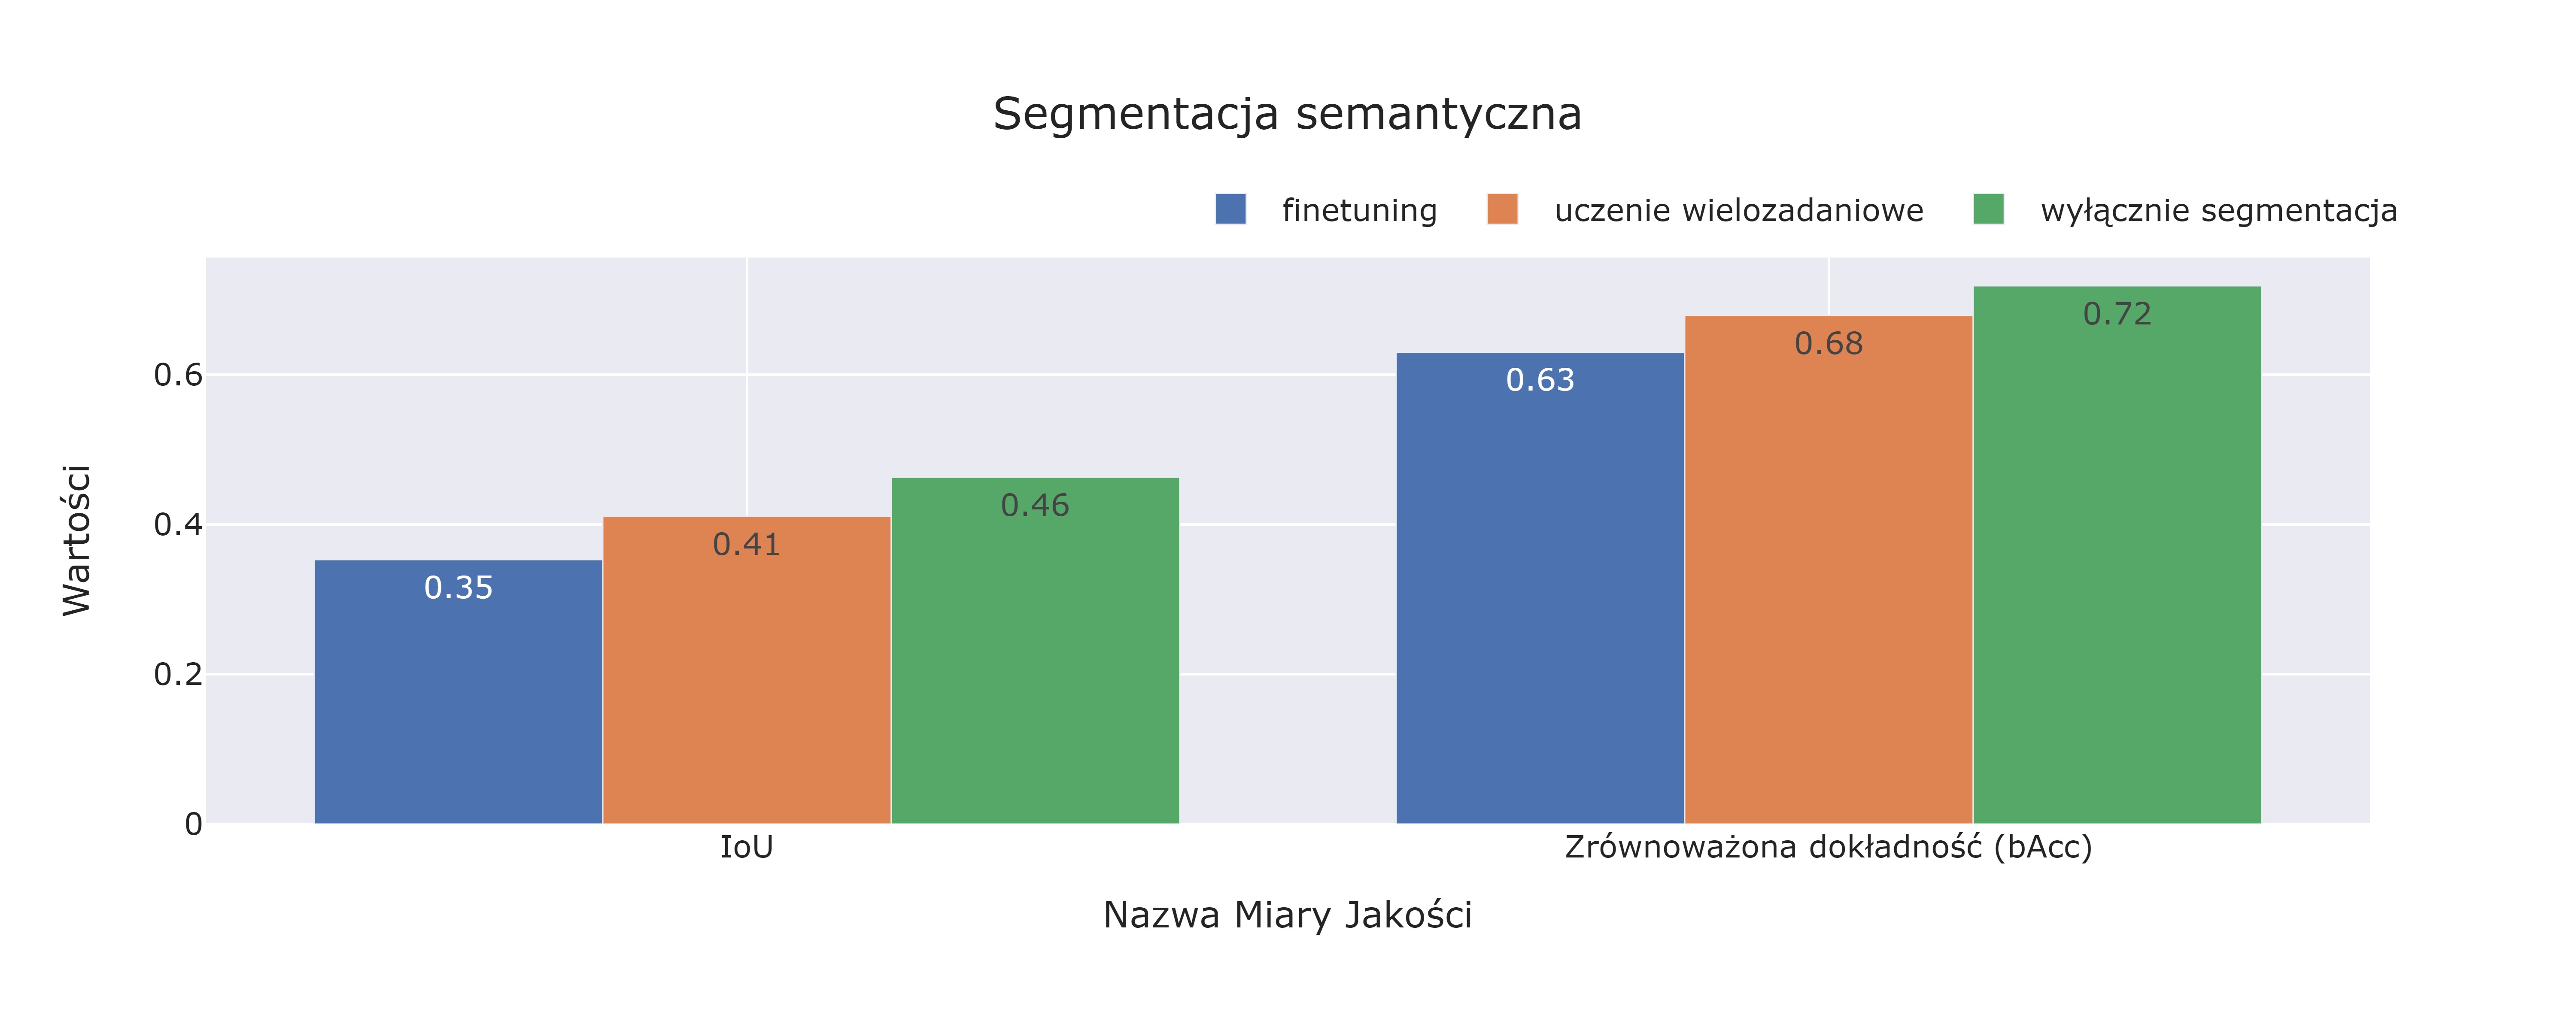 Segmentacja semantyczna
finetuning uczenie wielozadaniowe wyłącznie segmentacja
Wartości
0.6
0.4
0.2
0
0.35
0.41
0.46
0.63
0.68
0.72
IoU Zrównoważona dokładność (bAcc)
Nazwa Miary Jakości